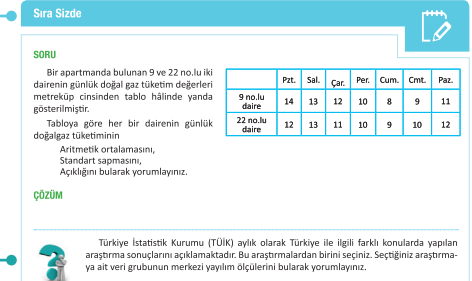 Sıra Sizde
SORU
Bir apartmanda bulunan 9 ve 22 no.lu iki
dairenin günlük doğal gaz tüketim değerleri
metreküp cinsinden tablo hâlinde yanda
gösterilmiştir.
Tabloya göre her bir dairenin günlük
doğalgaz tüketiminin
Aritmetik ortalamasını,
Standart sapmasını,
Açıklığını bularak yorumlayınız.
Pzt. Sal. Çar. Per. Cum. Cmt. Paz.
9 no.lu
daire 14 13 12 10 8 9 11
22 no.lu
daire 12 13 11 10 9 10 12
ÇÖZÜM
Türkiye İstatistik Kurumu (TÜİK) aylık olarak Türkiye ile ilgili farklı konularda yapılan
araştırma sonuçlarını açıklamaktadır. Bu araştırmalardan birini seçiniz. Seçtiğiniz araştırma-
ya ait veri grubunun merkezi yayılım ölçülerini bularak yorumlayınız.